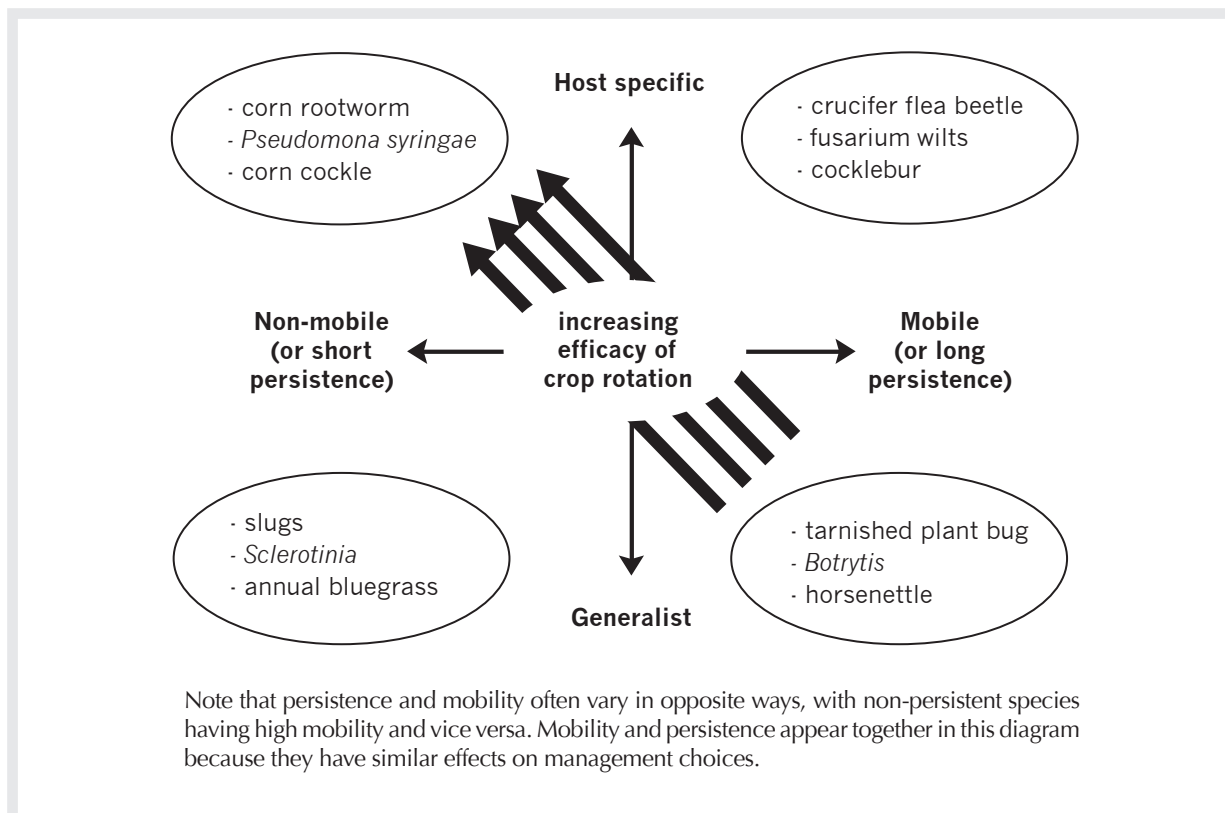 Host specific
- corn rootworm
- Pseudomona syringae
- corn cockle
- crucifer flea beetle
- fusarium wilts
- cocklebur
Non-mobile
(or short
persistence)
increasing
efficacy of
crop rotation
Mobile
(or long
persistence)
- slugs
- Sclerotinia
- annual bluegrass
- tarnished plant bug
- Botrytis
- horsenettle
Generalist
Note that persistence and mobility often vary in opposite ways, with non-persistent species
having high mobility and vice versa. Mobility and persistence appear together in this diagram
because they have similar effects on management choices.